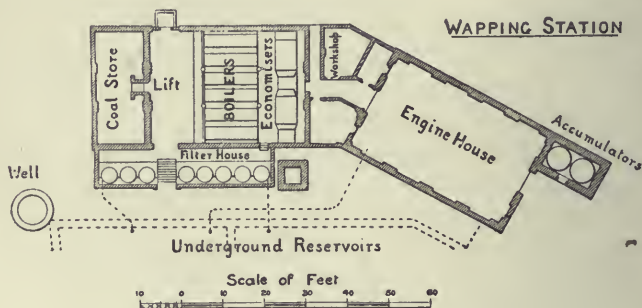 WAPPING STATION
Coal Store
Lift
BOILERS
Economisers
Workshop
Engine House
Accumulators
Filter House
Well
Underground Reservoirs
Scale of Feet
10 0 10 20 30 40 50 60